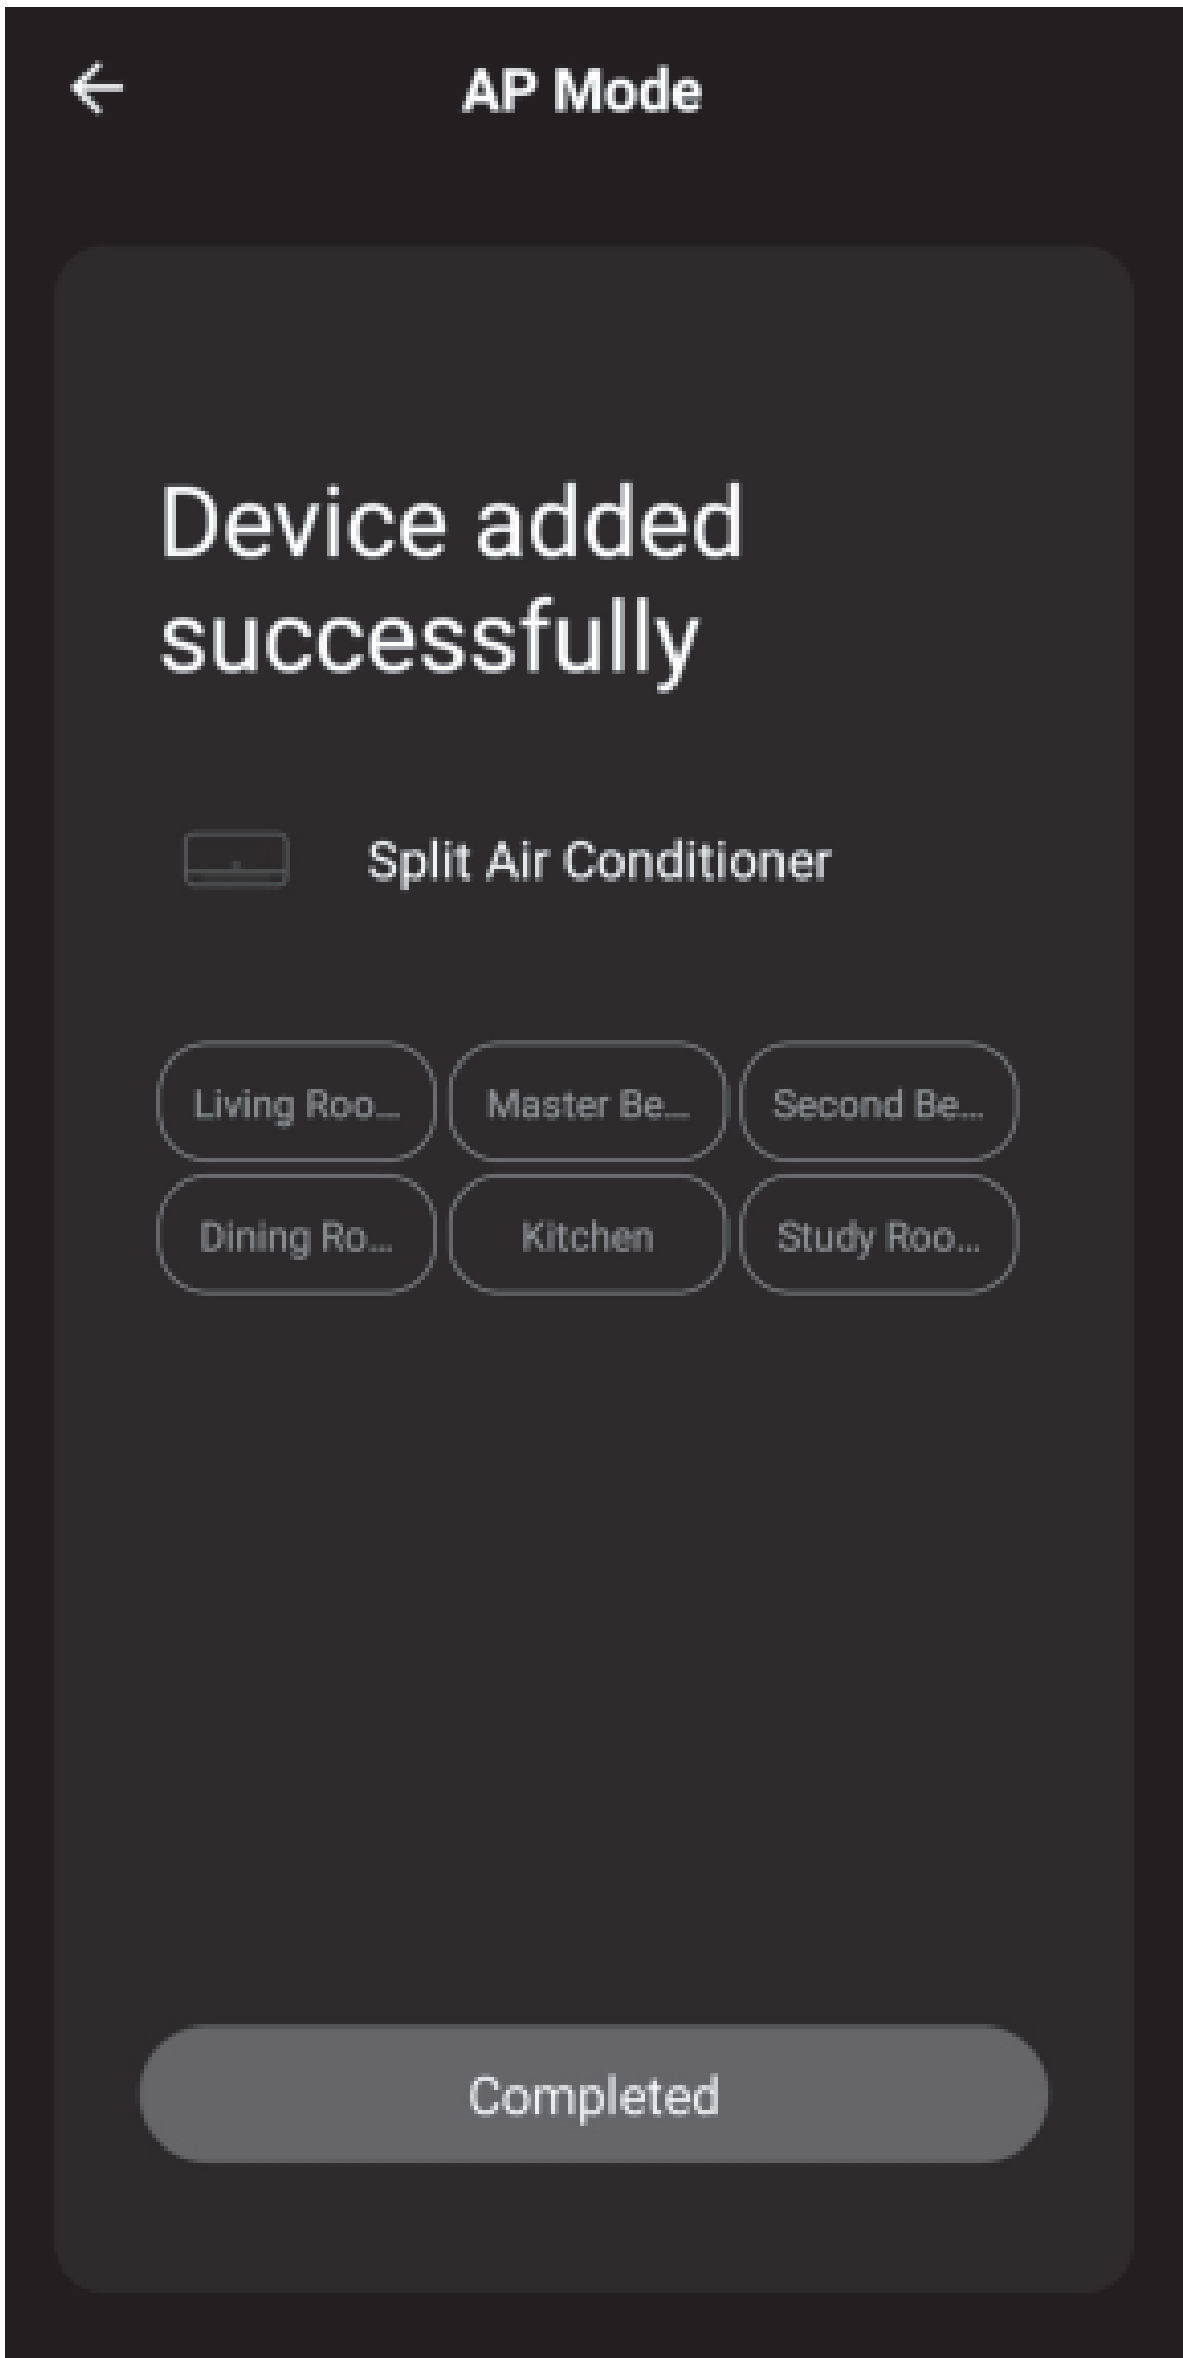 AP Mode
Device added
successfully
Split Air Conditioner
Living Roo...
Master Be...
Second Be...
Dining Ro...
Kitchen
Study Roo...
Completed